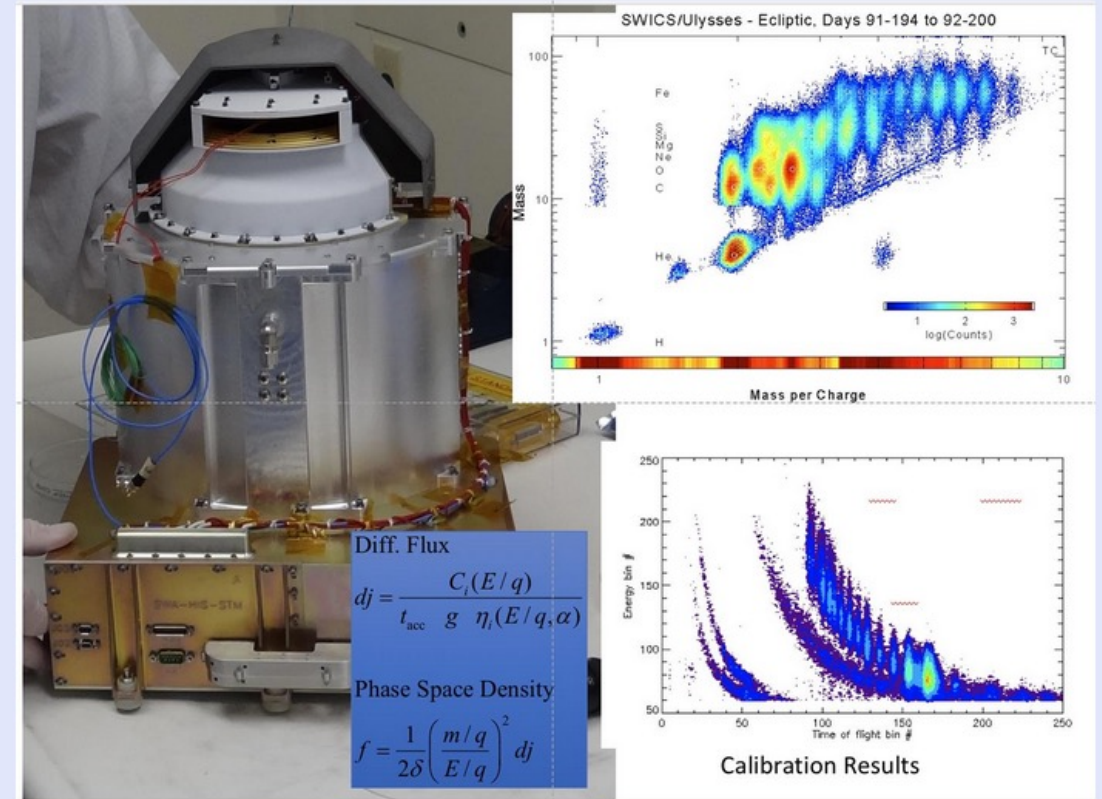 SWICS/Ulysses - Ecliptic, Days 91-194 to 92-200
100
TC
Fe
S
Si
Mg
Ne
O
C
Mass
10
He
1
2
3
log(Counts)
1
H
1
10
Mass per Charge
SWA-HIS-STM
Diff. Flux
dj = C_i(E/q) / t_acc g η_i(E/q, α)
Phase Space Density
f = 1/2δ (m/q / E/q)^2 dj
250
200
150
100
50
Energy bin #
0
50
100
150
200
250
Time of flight bin #
Calibration Results